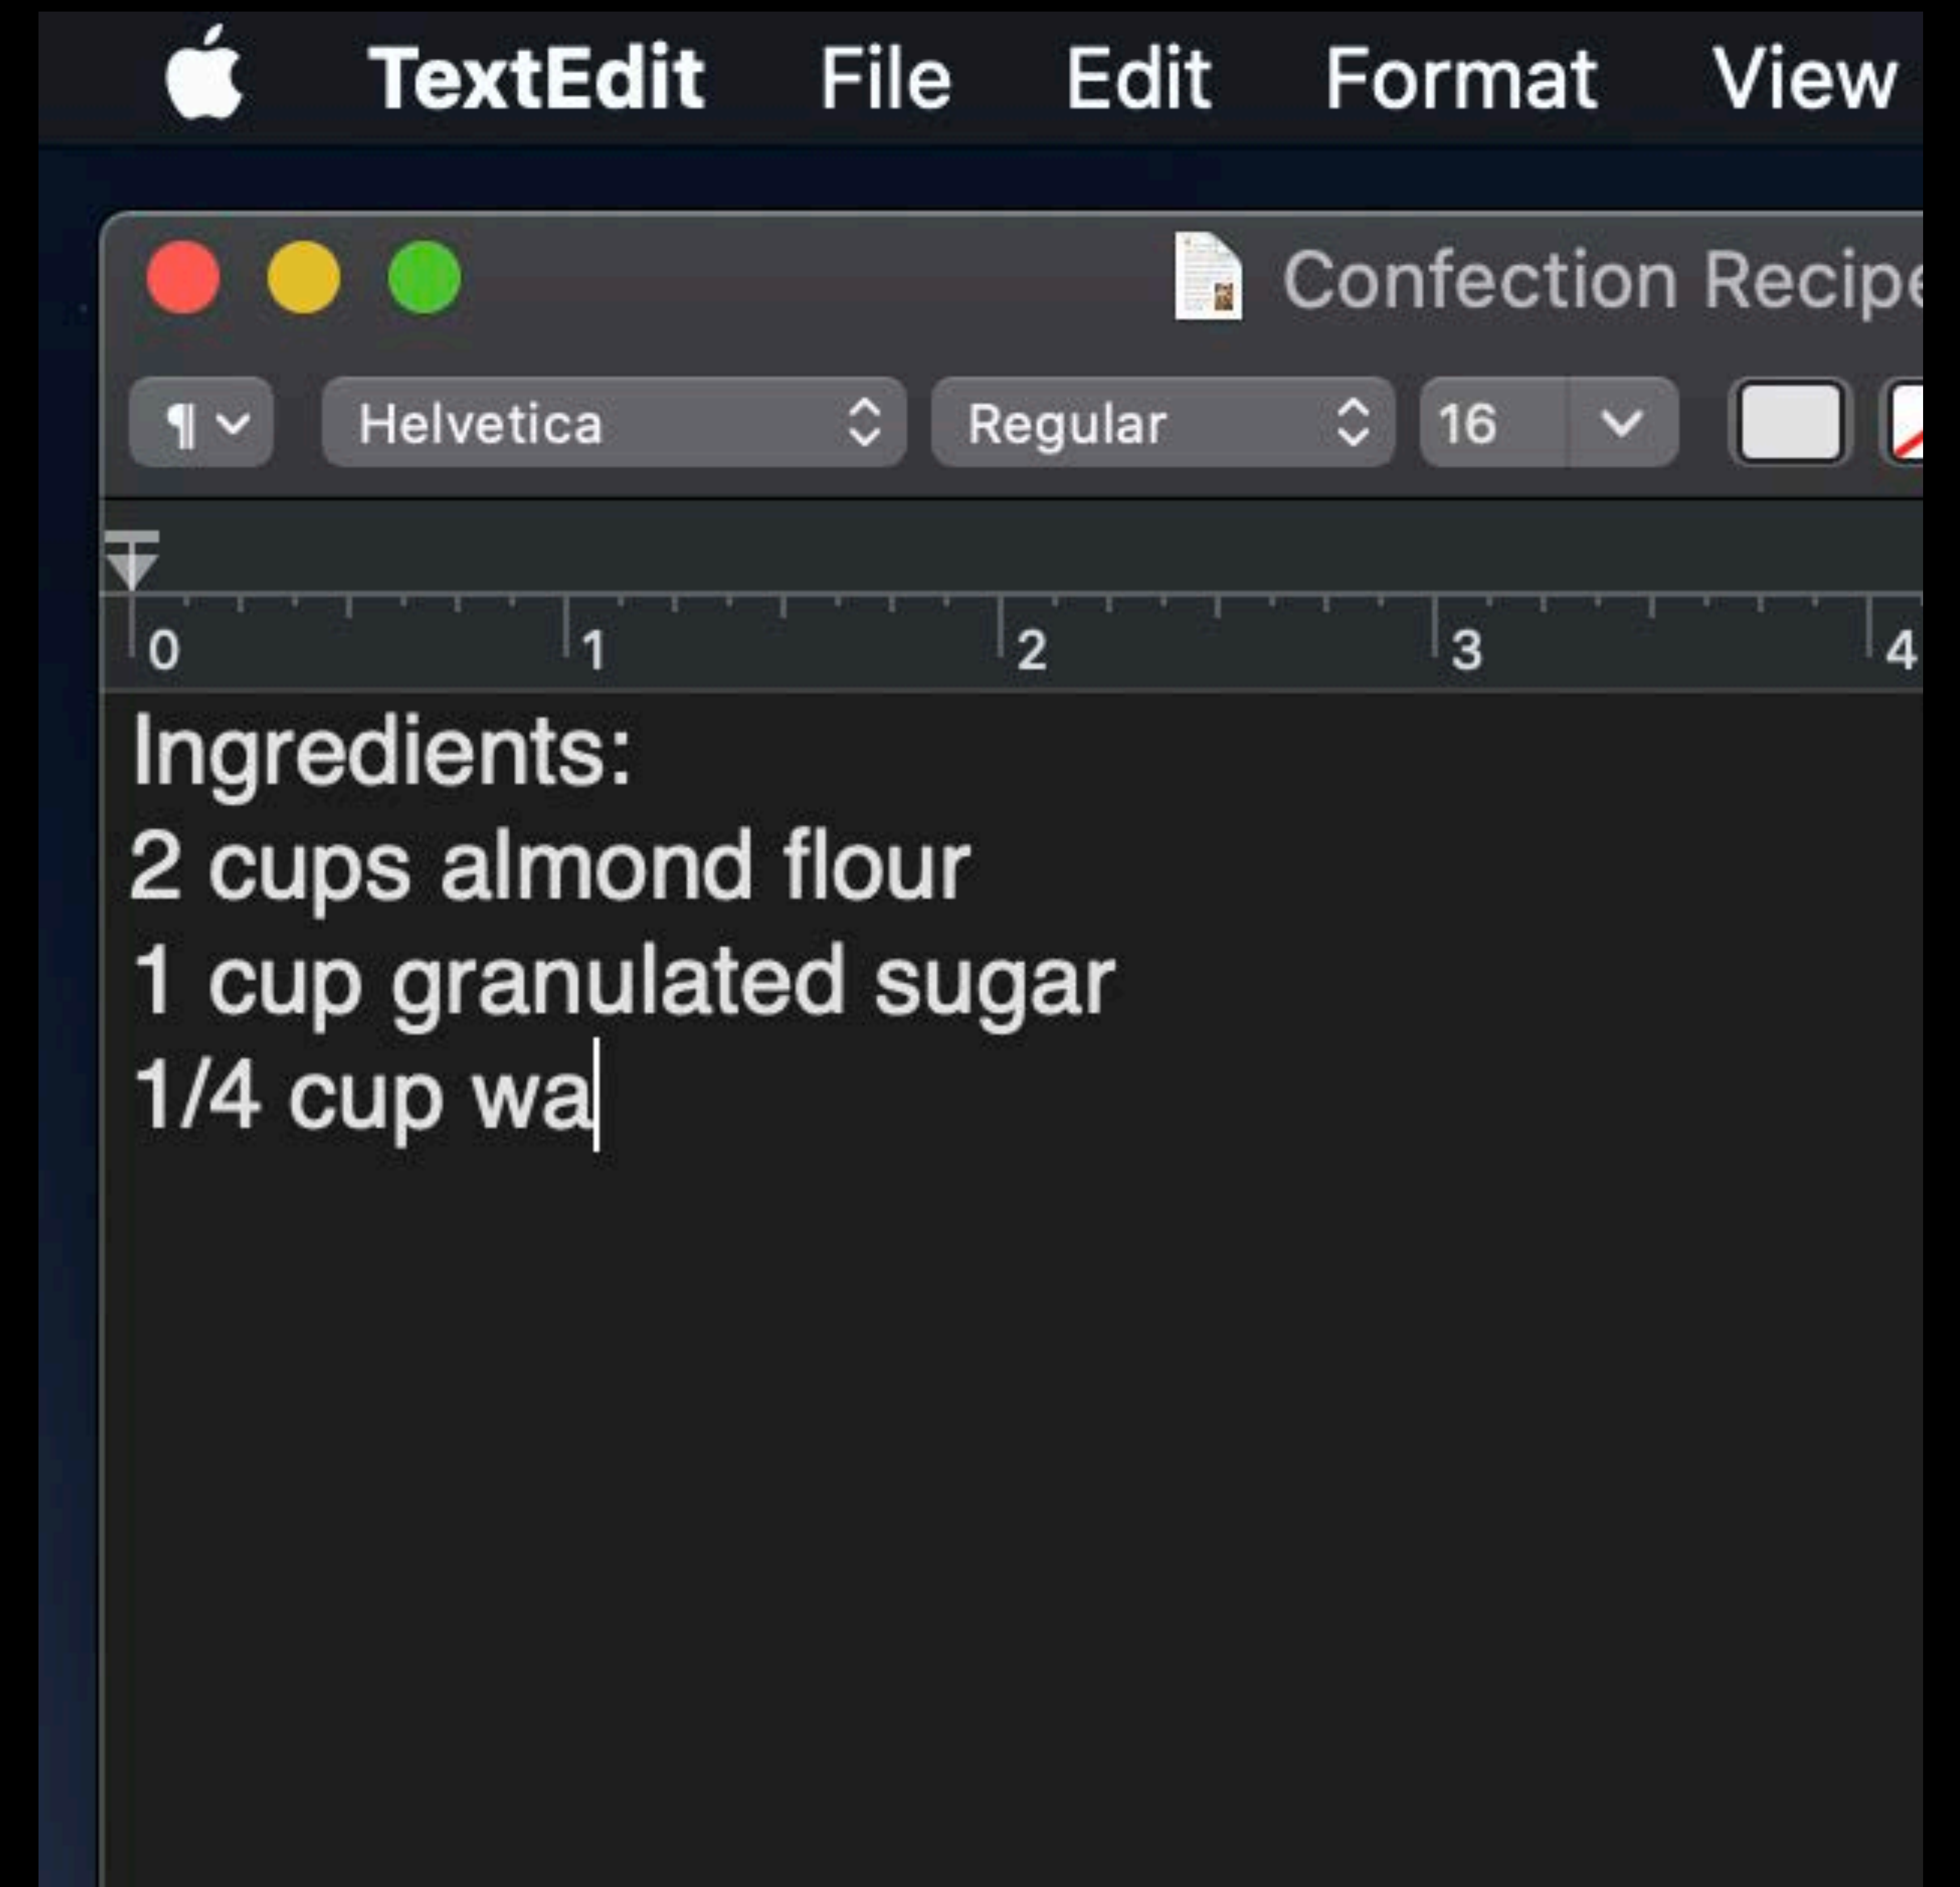 TextEdit File Edit Format View
Confection Recipe
¶ Helvetica Regular 16
0 1 2 3 4
Ingredients:
2 cups almond flour
1 cup granulated sugar
1/4 cup wa